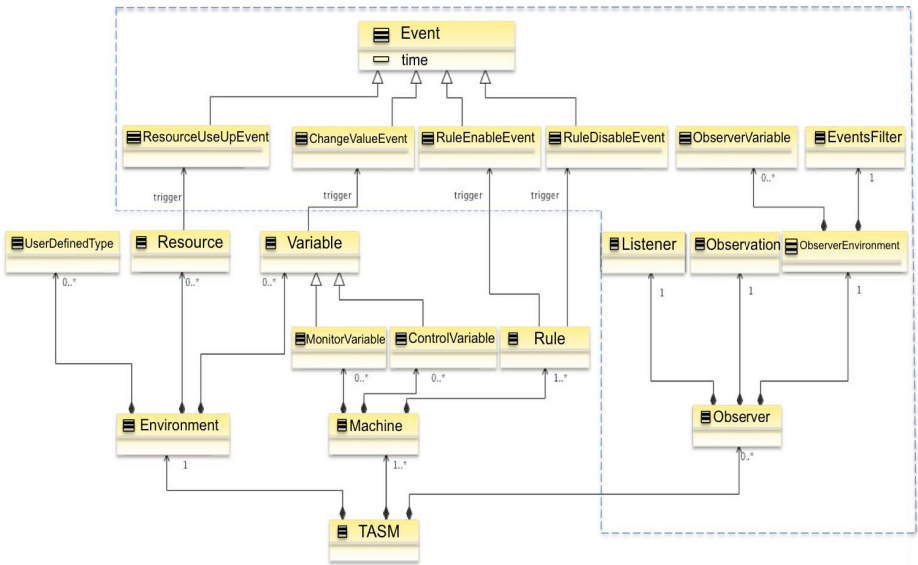 Event
time
ResourceUseUpEvent
ChangeValueEvent
RuleEnableEvent
RuleDisableEvent
ObserverVariable
EventsFilter
trigger
trigger
trigger
trigger
0..*
1
UserDefinedType
Resource
Variable
Listener
Observation
ObserverEnvironment
0..*
0..*
0..*
1
1
1
MonitorVariable
ControlVariable
Rule
0..*
0..*
1..*
Environment
Machine
Observer
1
1..*
0..*
TASM